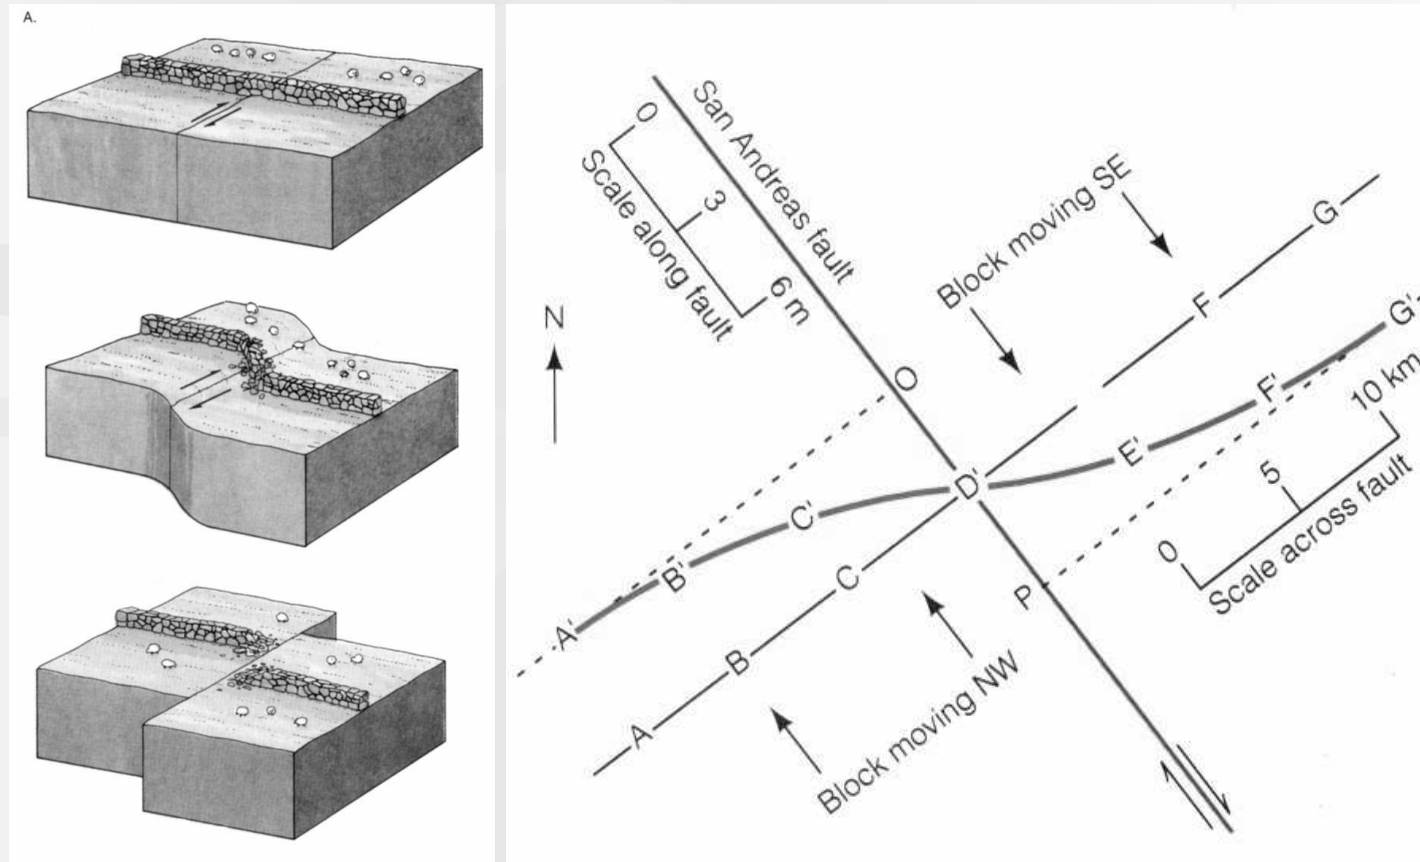 A.
San Andreas fault
0
3
6 m
Scale along fault
N
Block moving SE
G
F
G'
F'
E'
D'
C'
B'
A'
O
P
C
B
A
10 km
5
0
Scale across fault
Block moving NW